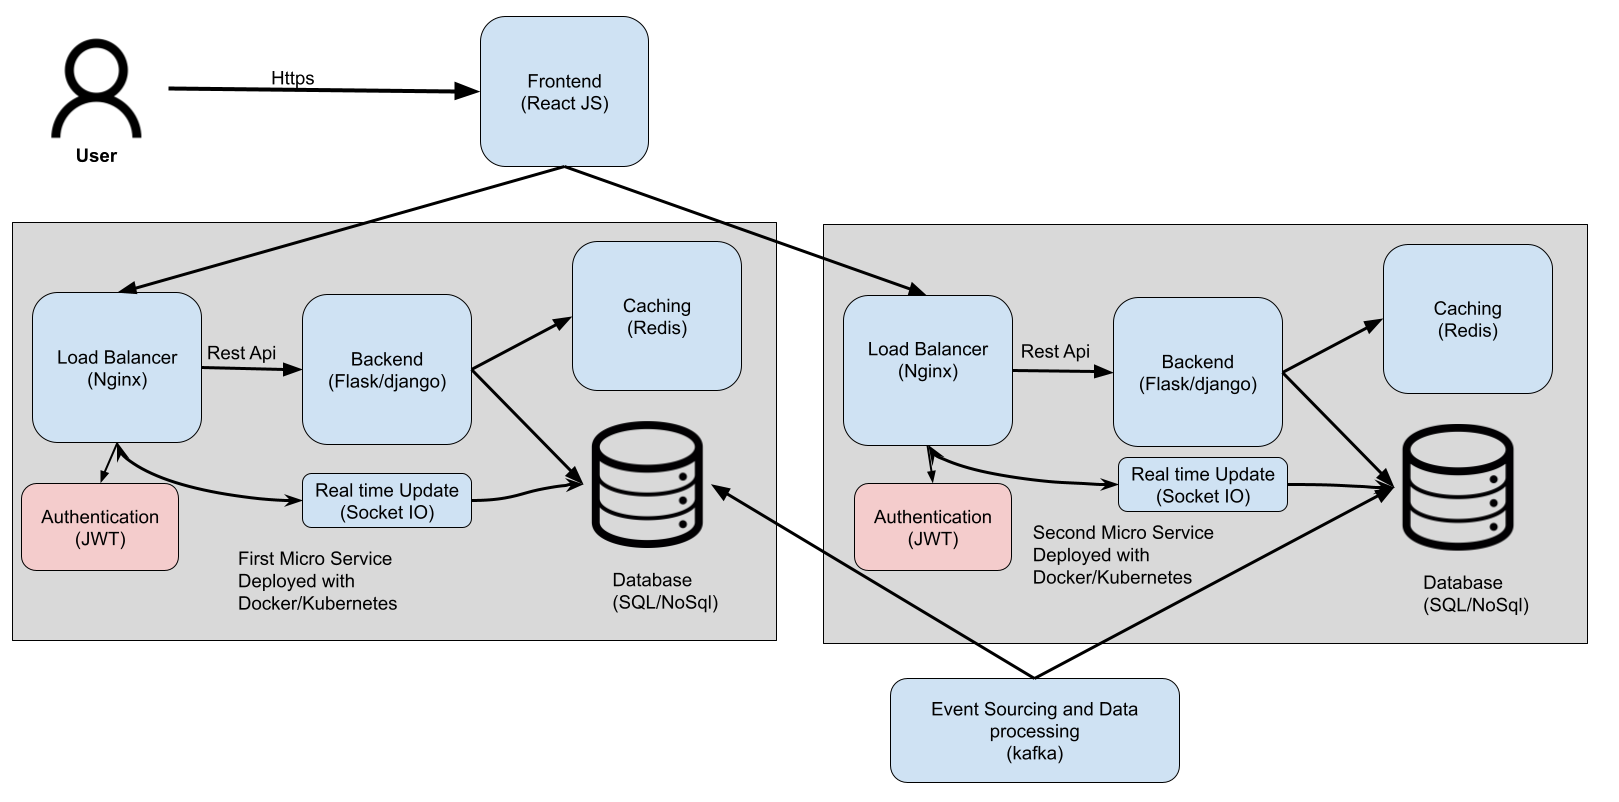 Https
Frontend
(React JS)
User
Caching
(Redis)
Load Balancer
(Nginx)
Rest Api
Backend
(Flask/django)
Real time Update
(Socket IO)
Authentication
(JWT)
First Micro Service
Deployed with
Docker/Kubernetes
Database
(SQL/NoSql)
Caching
(Redis)
Load Balancer
(Nginx)
Rest Api
Backend
(Flask/django)
Real time Update
(Socket IO)
Authentication
(JWT)
Second Micro Service
Deployed with
Docker/Kubernetes
Database
(SQL/NoSql)
Event Sourcing and Data
processing
(kafka)